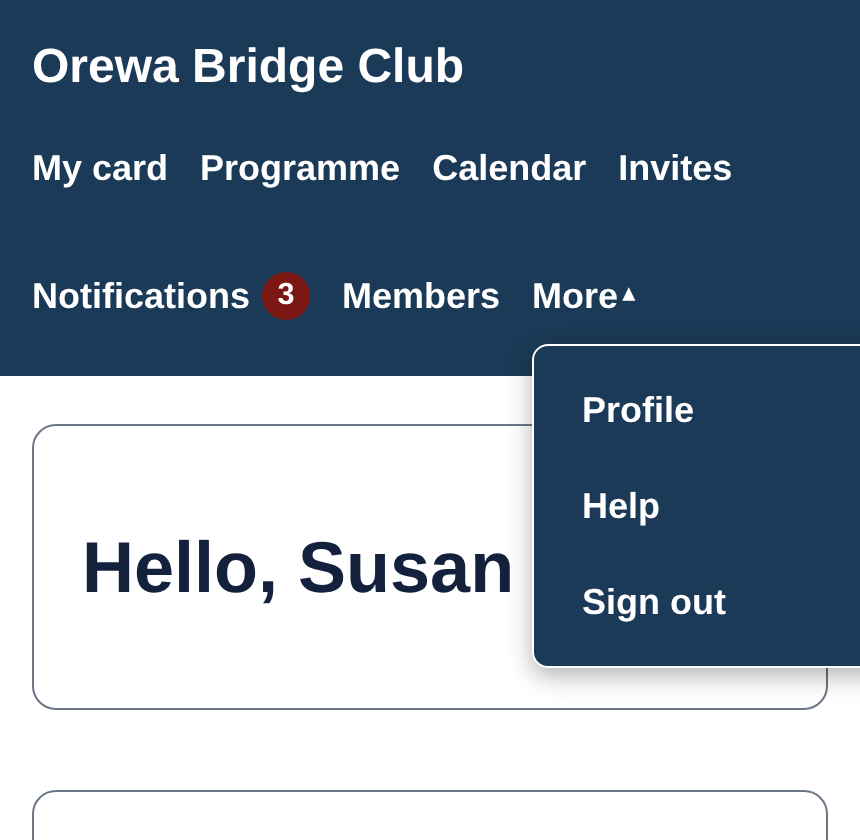 Orewa Bridge Club
My card Programme Calendar Invites
Notifications 3 Members More▲
Profile
Help
Sign out
Hello, Susan